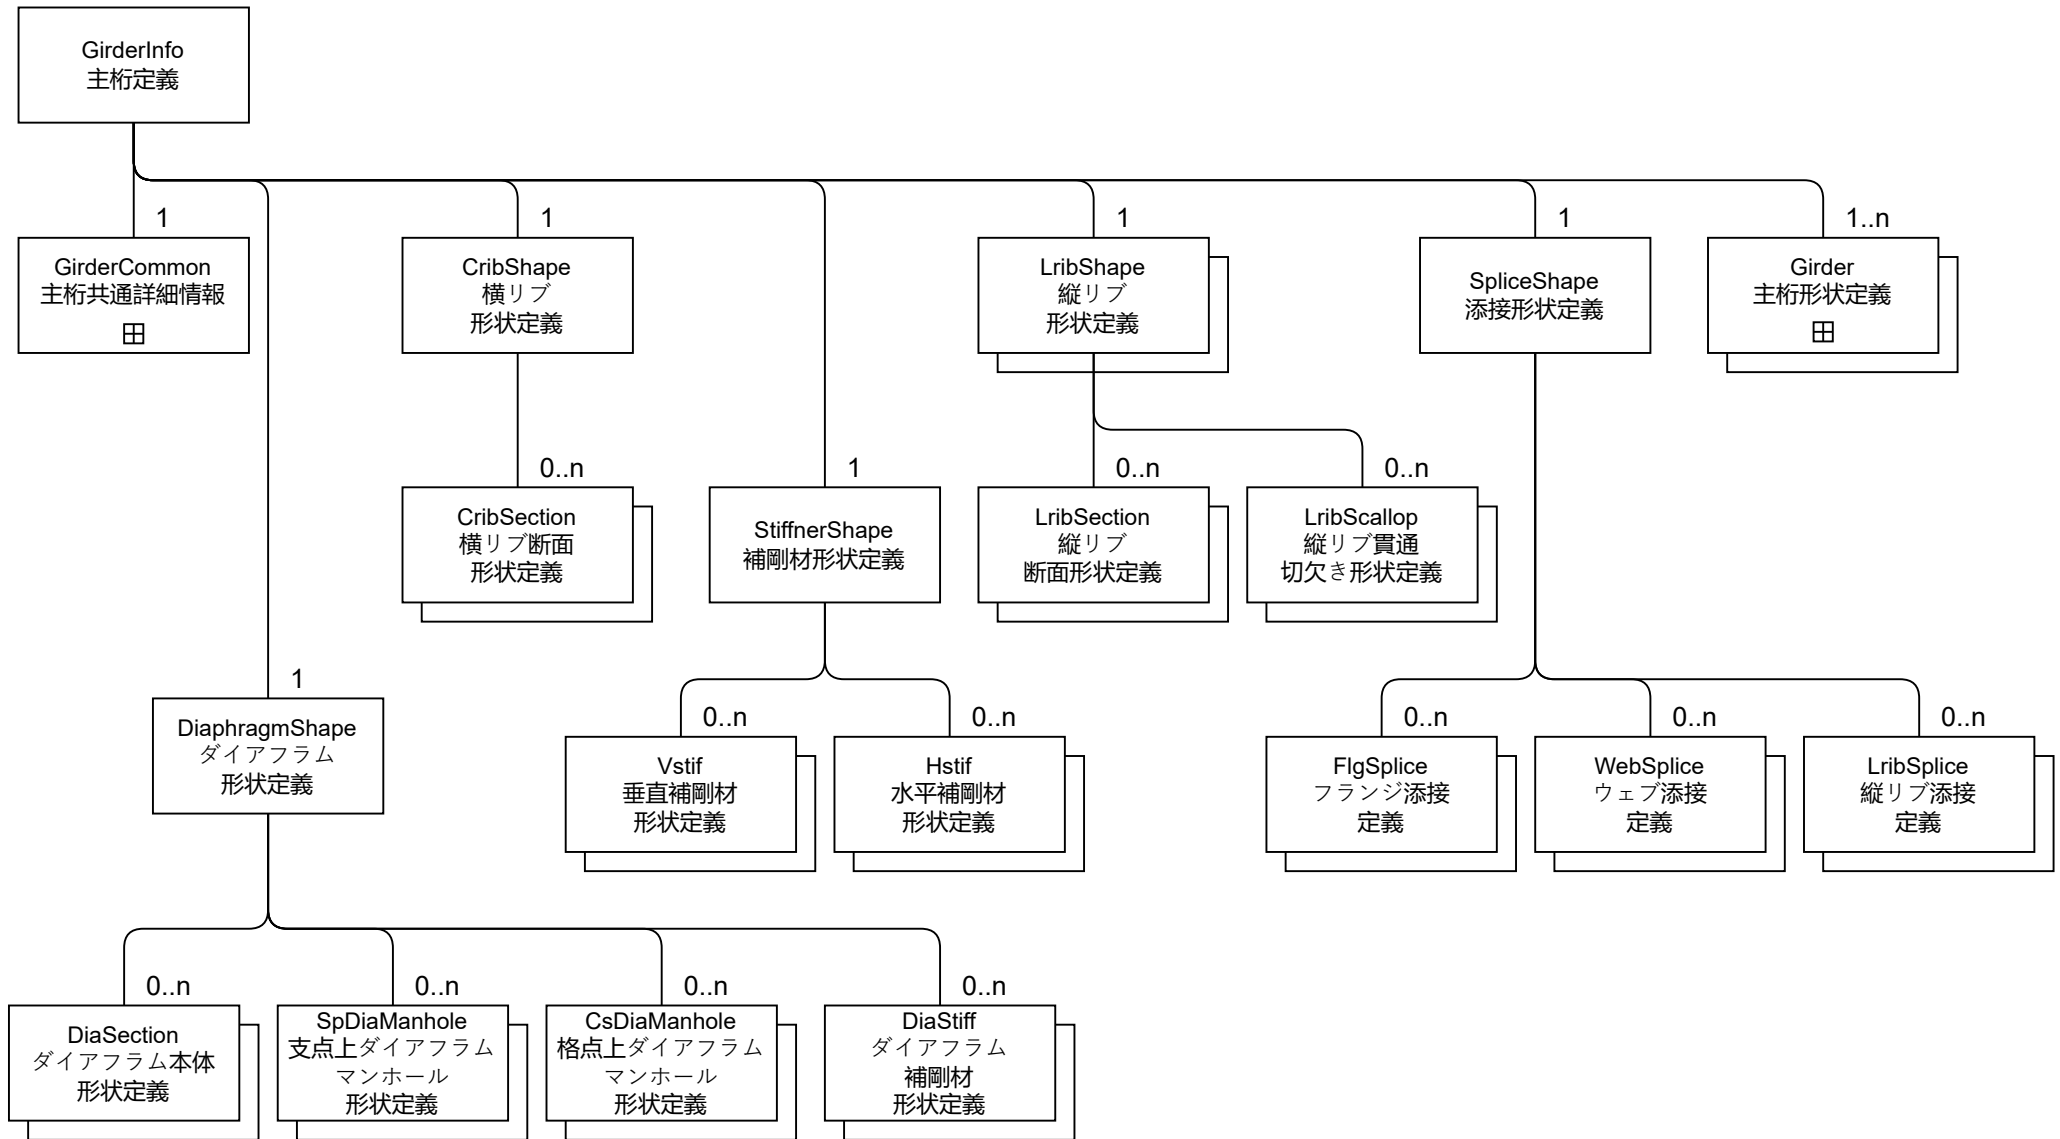 GirderInfo
主桁定義
1
GirderCommon
主桁共通詳細情報
1
CribShape
横リブ
形状定義
1
LribShape
縦リブ
形状定義
1
SpliceShape
添接形状定義
1..n
Girder
主桁形状定義
0..n
CribSection
横リブ断面
形状定義
1
StiffnerShape
補剛材形状定義
0..n
LribSection
縦リブ
断面形状定義
0..n
LribScallop
縦リブ貫通
切欠き形状定義
1
DiaphragmShape
ダイアフラム
形状定義
0..n
Vstif
垂直補剛材
形状定義
0..n
Hstif
水平補剛材
形状定義
0..n
FlgSplice
フランジ添接
定義
0..n
WebSplice
ウェブ添接
定義
0..n
LribSplice
縦リブ添接
定義
0..n
DiaSection
ダイアフラム本体
形状定義
0..n
SpDiaManhole
支点上ダイアフラム
マンホール
形状定義
0..n
CsDiaManhole
格点上ダイアフラム
マンホール
形状定義
0..n
DiaStiff
ダイアフラム
補剛材
形状定義